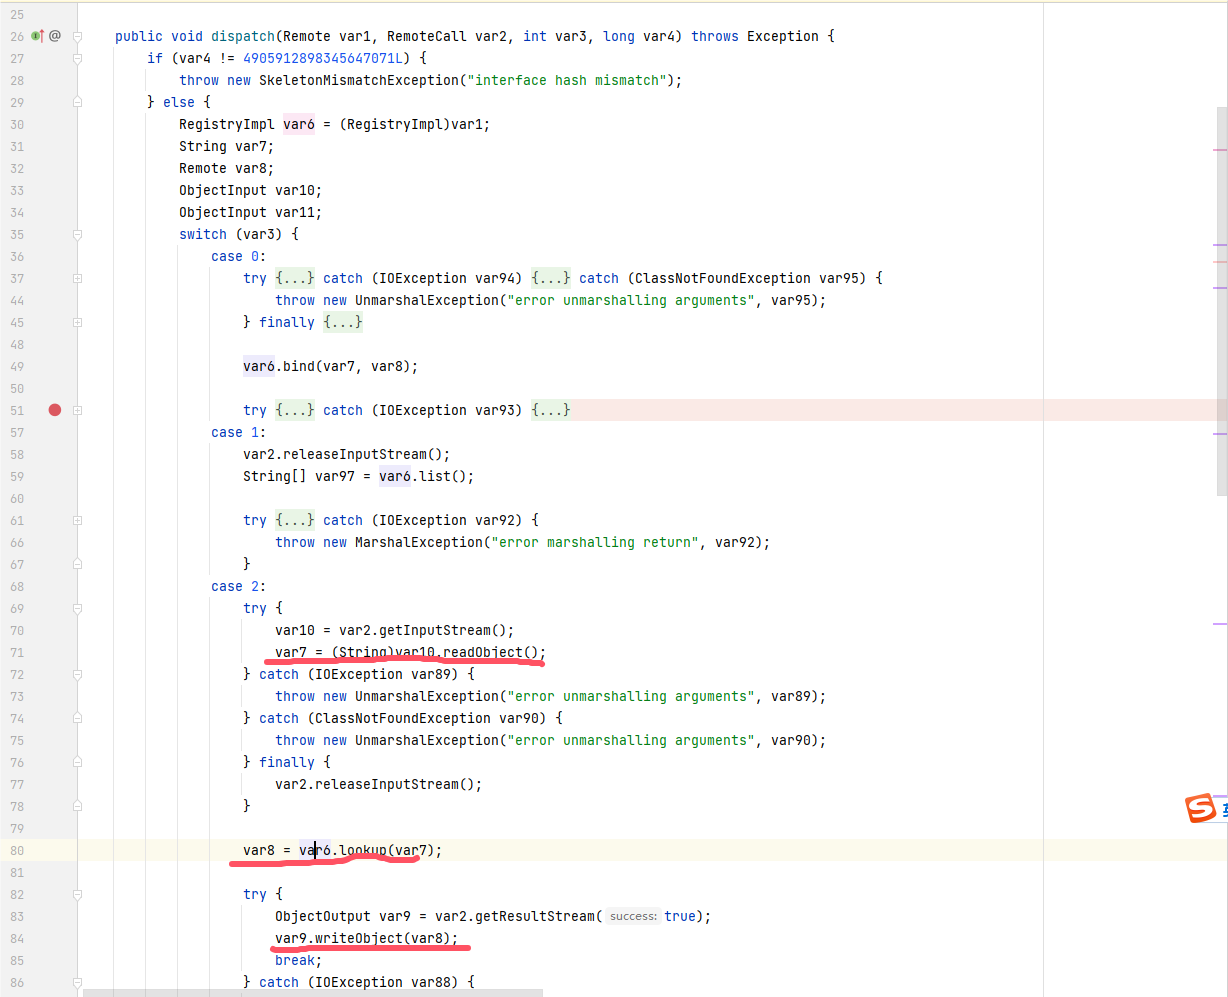 25
26 @ public void dispatch(Remote var1, RemoteCall var2, int var3, long var4) throws Exception {
27 if (var4 != 4905912898345647071L) {
28 throw new SkeletonMismatchException("interface hash mismatch");
29 } else {
30 RegistryImpl var6 = (RegistryImpl)var1;
31 String var7;
32 Remote var8;
33 ObjectInput var10;
34 ObjectInput var11;
35 switch (var3) {
36 case 0:
37 try {...} catch (IOException var94) {...} catch (ClassNotFoundException var95) {
44 throw new UnmarshalException("error unmarshalling arguments", var95);
45 } finally {...}
48
49 var6.bind(var7, var8);
50
51 try {...} catch (IOException var93) {...}
57 case 1:
58 var2.releaseInputStream();
59 String[] var97 = var6.list();
60
61 try {...} catch (IOException var92) {
66 throw new MarshalException("error marshalling return", var92);
67 }
68 case 2:
69 try {
70 var10 = var2.getInputStream();
71 var7 = (String)var10.readObject();
72 } catch (IOException var89) {
73 throw new UnmarshalException("error unmarshalling arguments", var89);
74 } catch (ClassNotFoundException var90) {
75 throw new UnmarshalException("error unmarshalling arguments", var90);
76 } finally {
77 var2.releaseInputStream();
78 }
79
80 var8 = var6.lookup(var7);
81
82 try {
83 ObjectOutput var9 = var2.getResultStream( success: true);
84 var9.writeObject(var8);
85 break;
86 } catch (IOException var88) {